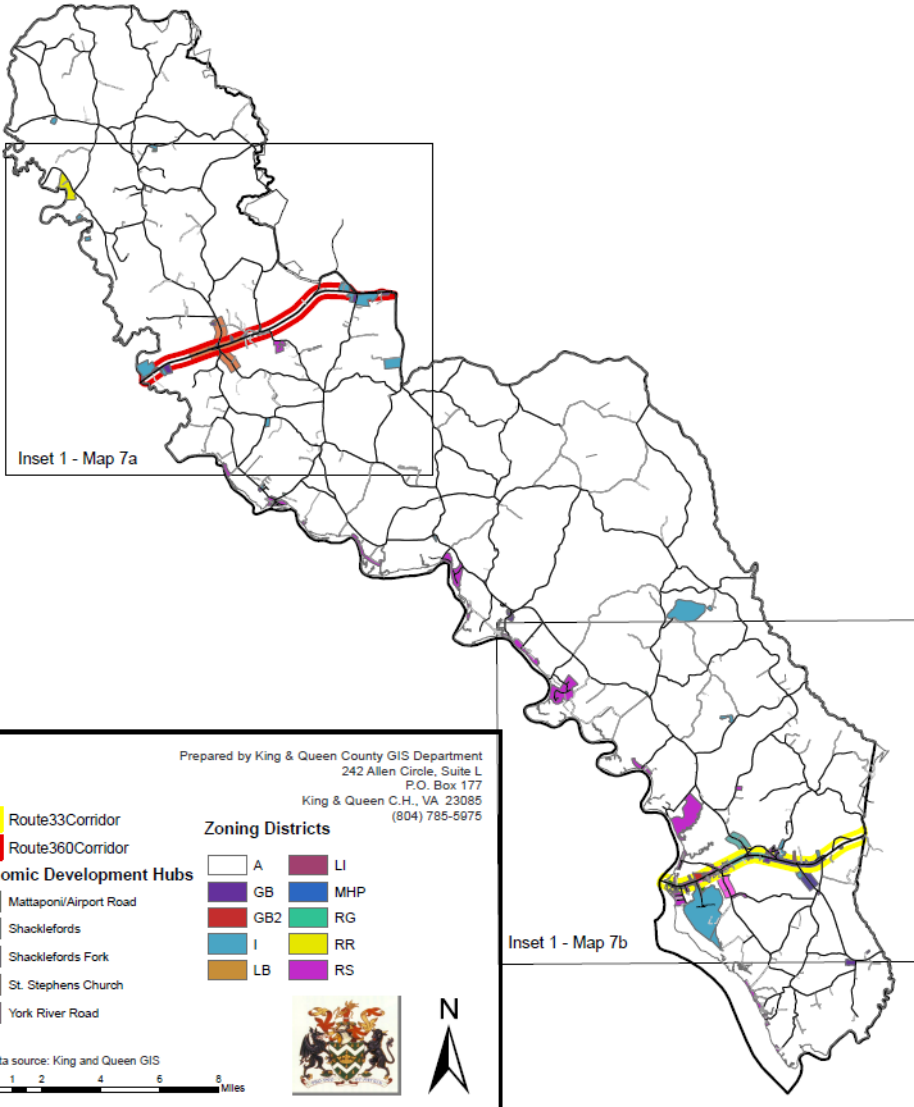 Inset 1 - Map 7a
Inset 1 - Map 7b
Prepared by King & Queen County GIS Department
242 Allen Circle, Suite L
P.O. Box 177
King & Queen C.H., VA 23085
(804) 785-5975
Route33Corridor
Route360Corridor
omic Development Hubs
Mattaponi/Airport Road
Shacklefords
Shacklefords Fork
St. Stephens Church
York River Road
Zoning Districts
A
GB
GB2
I
LB
LI
MHP
RG
RR
RS
N
ta source: King and Queen GIS
1 2 4 6 8
Miles